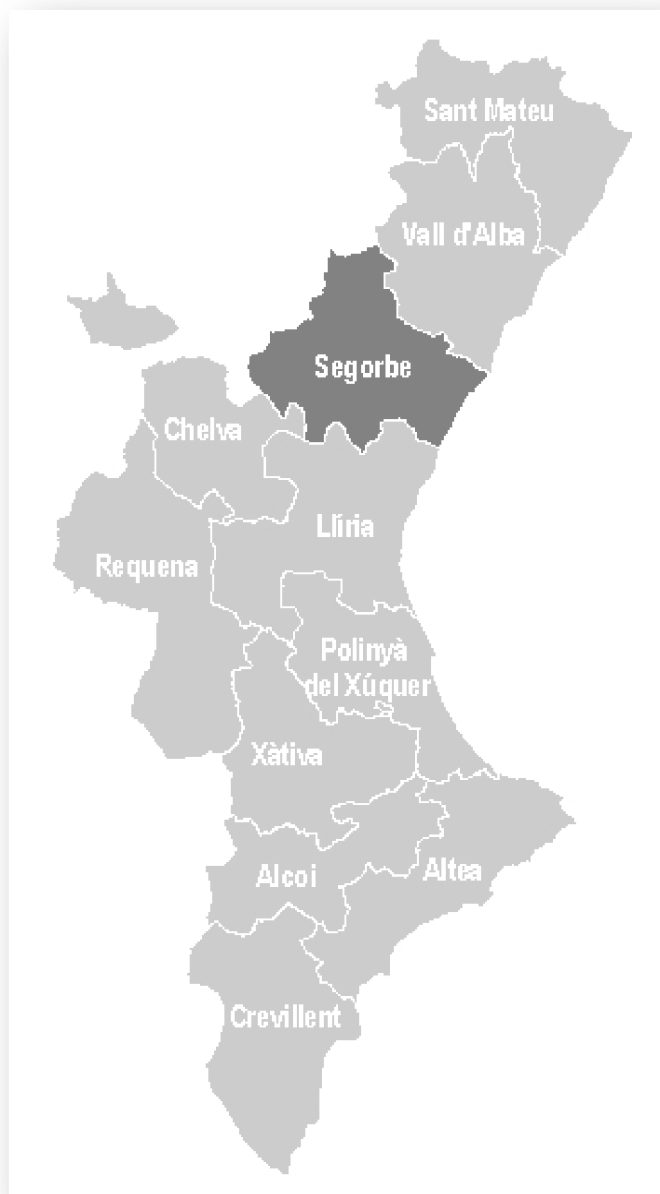 Sant Mateu
Vall d'Alba
Segorbe
Chelva
Llíria
Requena
Polinyà
del Xúquer
Xàtiva
Alcoi
Altea
Crevillent